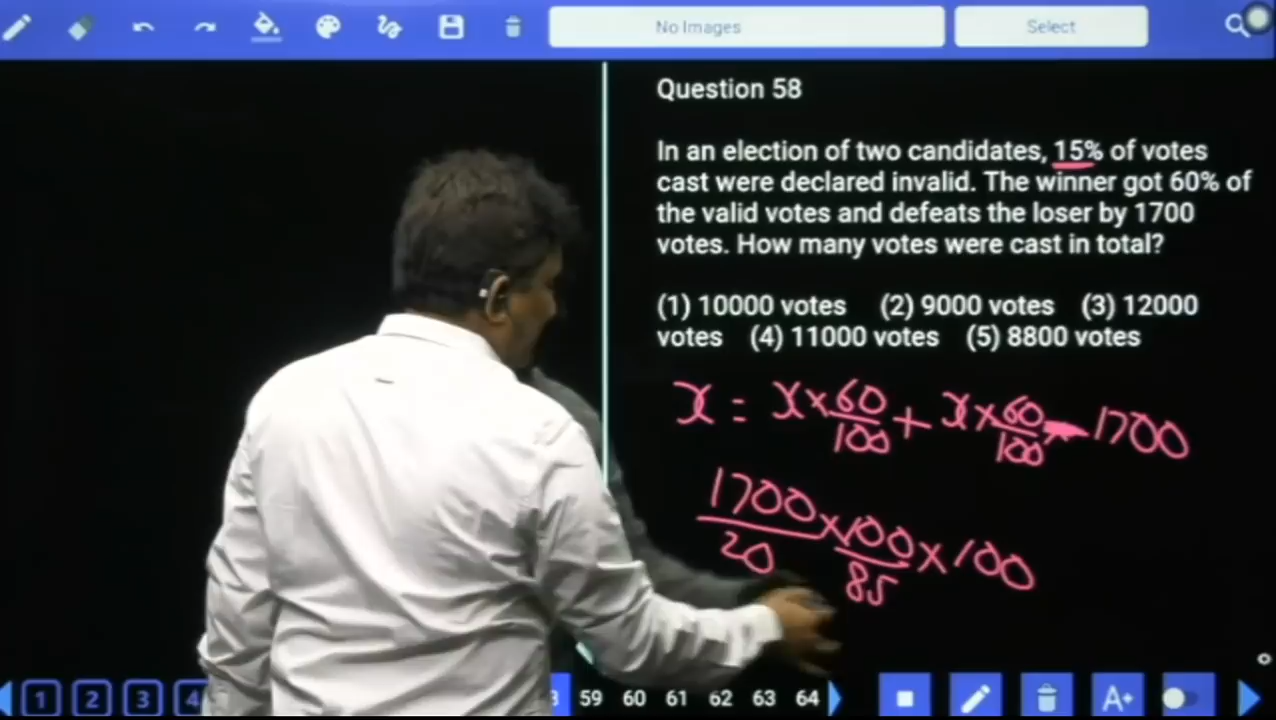 No Images
Select
Question 58
In an election of two candidates, 15% of votes
cast were declared invalid. The winner got 60% of
the valid votes and defeats the loser by 1700
votes. How many votes were cast in total?
(1) 10000 votes (2) 9000 votes (3) 12000
votes (4) 11000 votes (5) 8800 votes
x = x × 60/100 + x × 60/100 - 1700
1700/20 × 100/85 × 100
1 2 3 4 59 60 61 62 63 64
A+